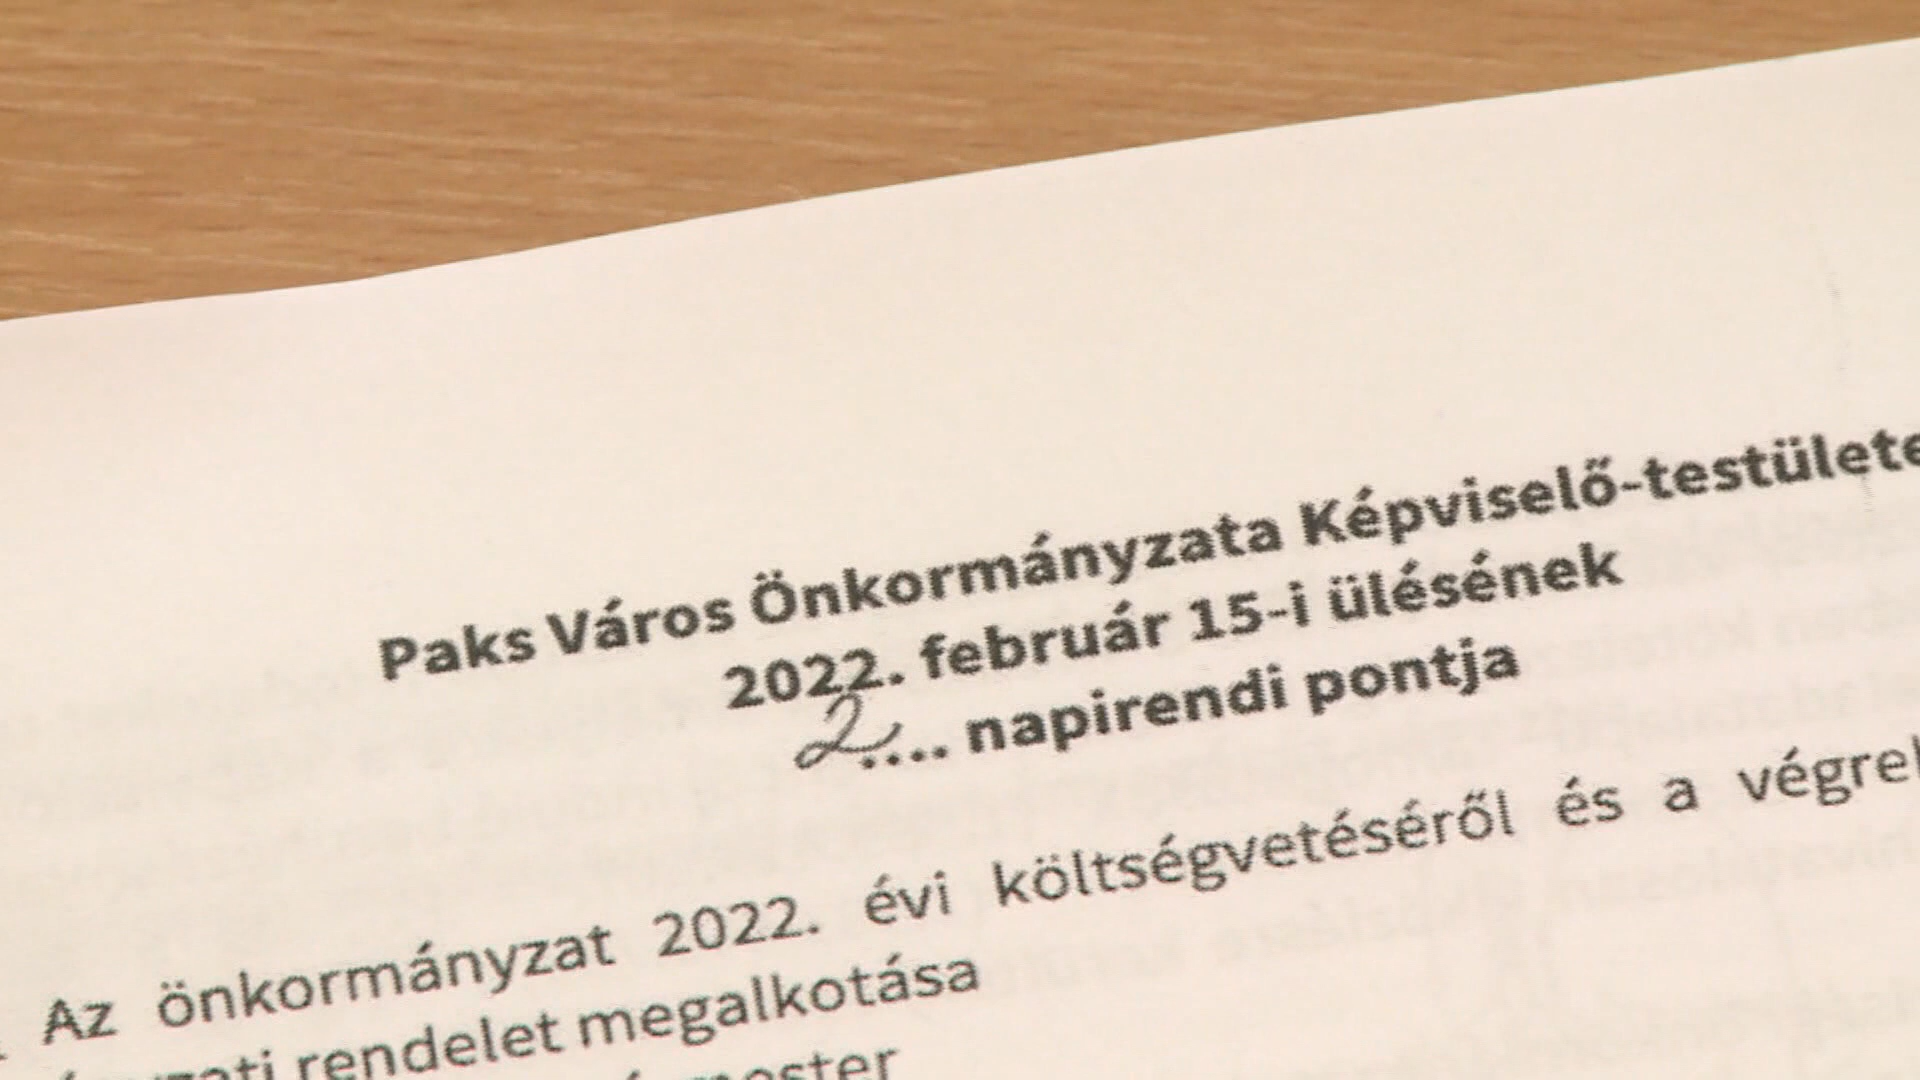 Paks Város Önkormányzata Képviselő-testülete
2022. február 15-i ülésének
2.... napirendi pontja
Az önkormányzat 2022. évi költségvetéséről és a
rendelet megalkotása